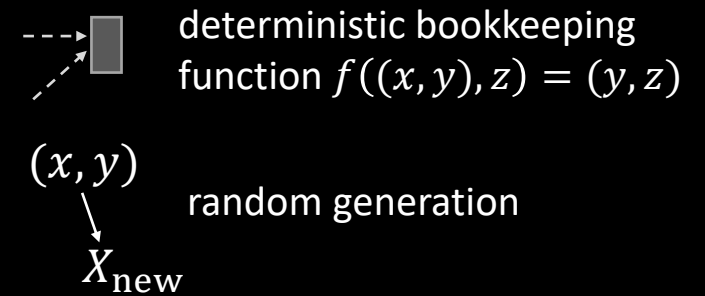 deterministic bookkeeping
function f((x, y), z) = (y, z)
(x, y)
random generation
X_new